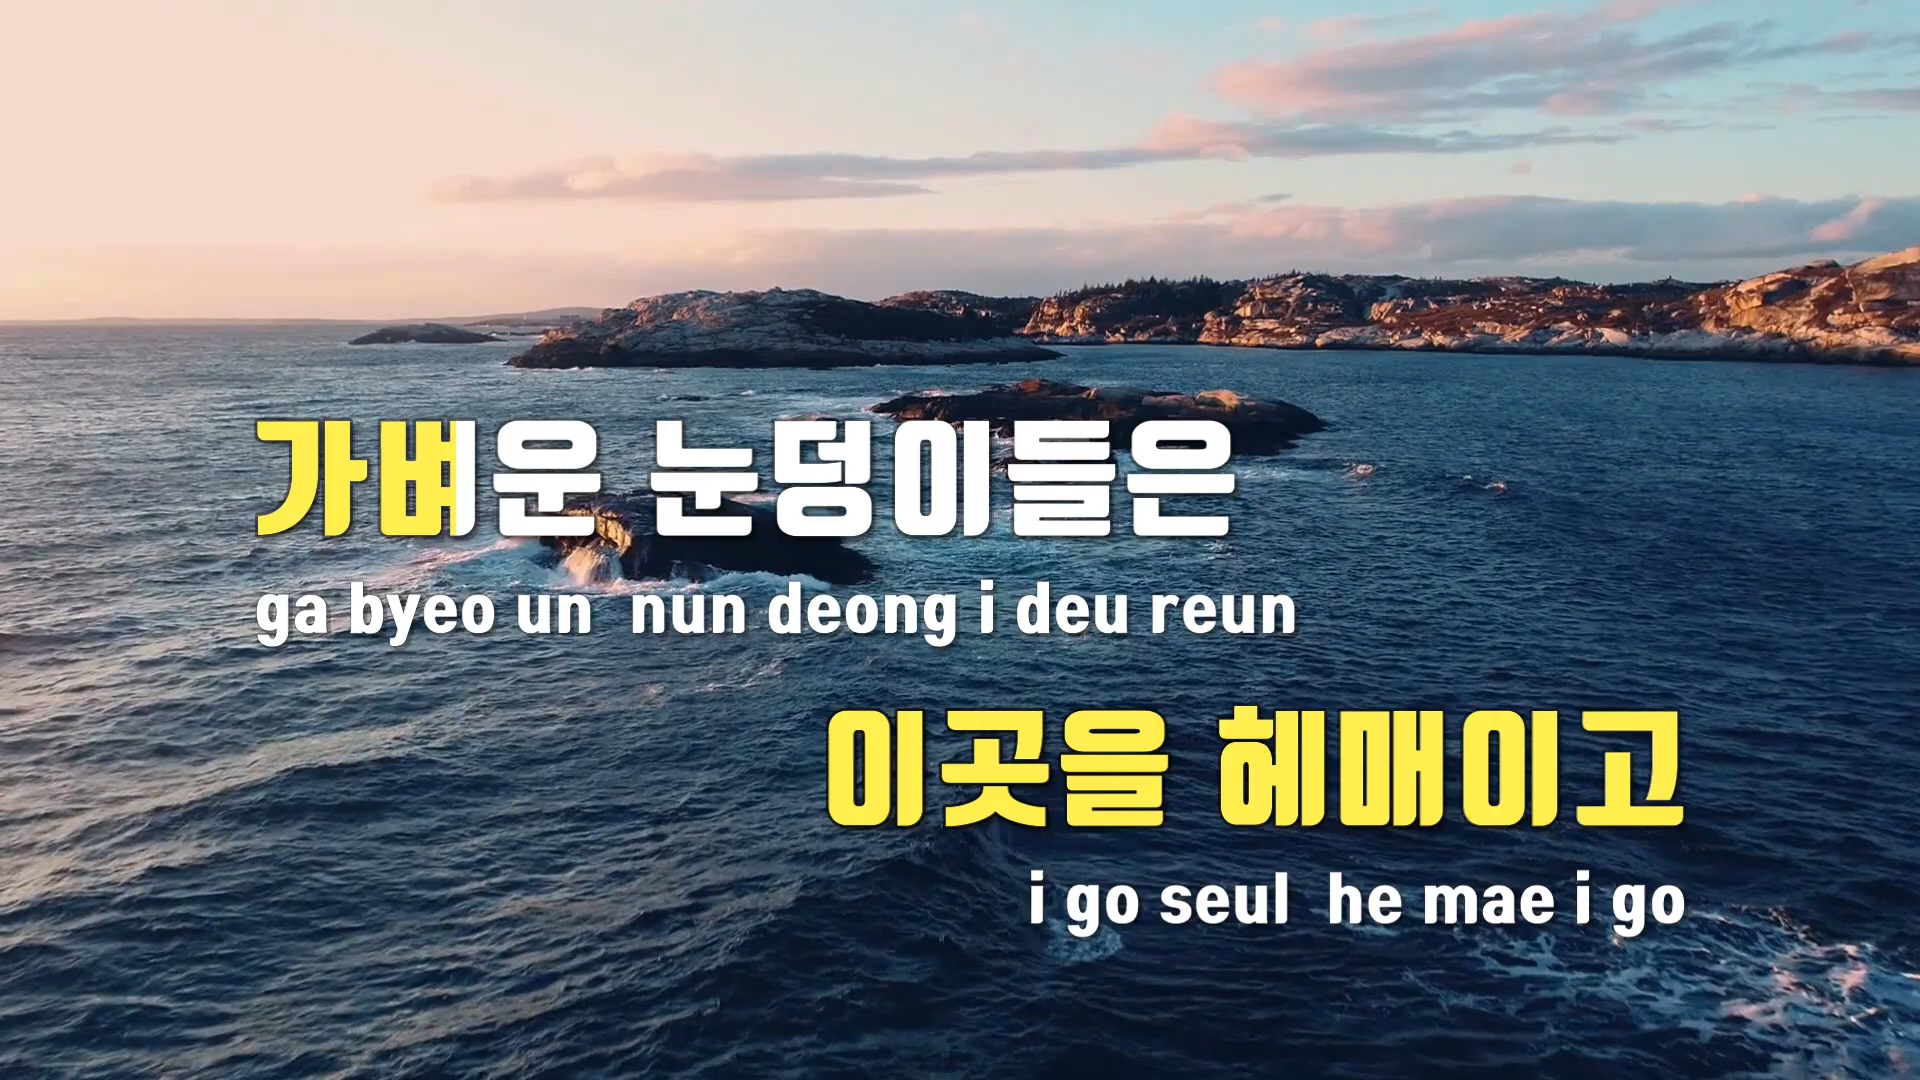 가벼운 눈덩이들은
ga byeo un  nun deong i deu reun
이곳을 헤매이고
i go seul  he mae i go